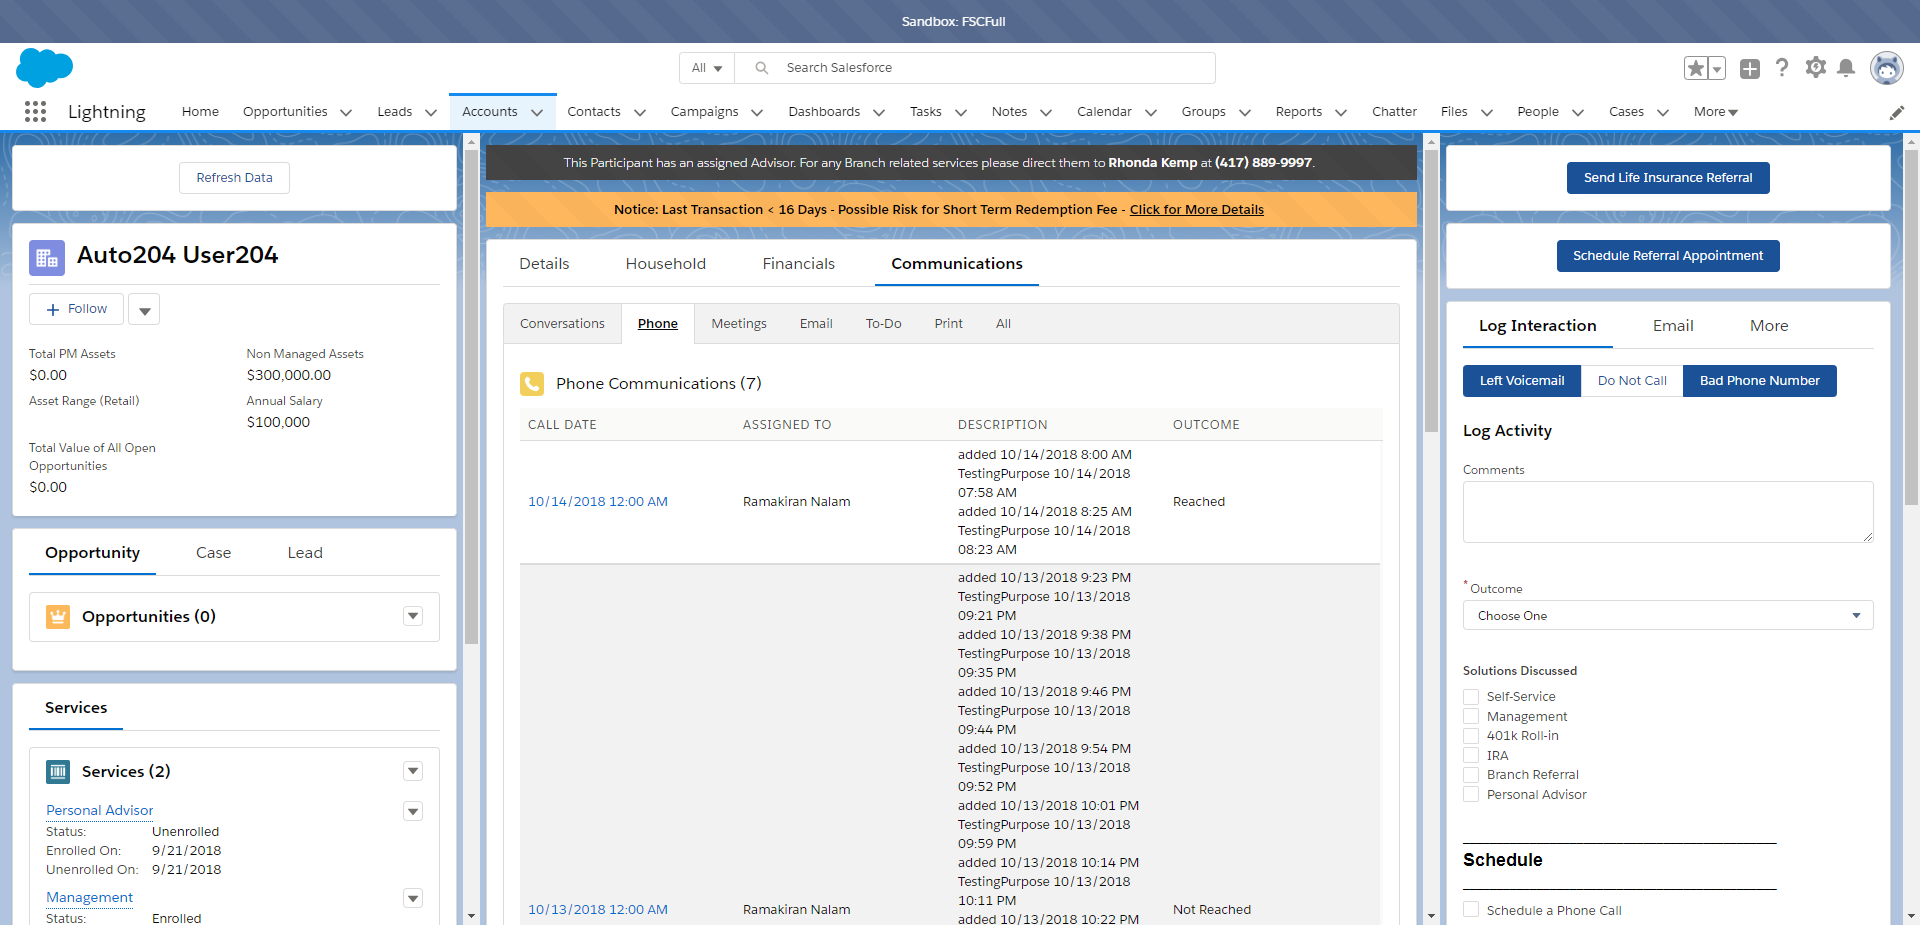 Sandbox: FSCFull
All
Search Salesforce
Lightning
Home
Opportunities
Leads
Accounts
Contacts
Campaigns
Dashboards
Tasks
Notes
Calendar
Groups
Reports
Chatter
Files
People
Cases
More
Refresh Data
Auto204 User204
Follow
Total PM Assets
Non Managed Assets
$0.00
$300,000.00
Asset Range (Retail)
Annual Salary
$100,000
Total Value of All Open
Opportunities
$0.00
Opportunity
Case
Lead
Opportunities (0)
Services
Services (2)
Personal Advisor
Status: Unenrolled
Enrolled On: 9/21/2018
Unenrolled On: 9/21/2018
Management
Status: Enrolled
This Participant has an assigned Advisor. For any Branch related services please direct them to Rhonda Kemp at (417) 889-9997.
Notice: Last Transaction < 16 Days - Possible Risk for Short Term Redemption Fee - Click for More Details
Details
Household
Financials
Communications
Conversations
Phone
Meetings
Email
To-Do
Print
All
Phone Communications (7)
CALL DATE
ASSIGNED TO
DESCRIPTION
OUTCOME
10/14/2018 12:00 AM
Ramakiran Nalam
added 10/14/2018 8:00 AM
TestingPurpose 10/14/2018
07:58 AM
added 10/14/2018 8:25 AM
TestingPurpose 10/14/2018
08:23 AM
Reached
10/13/2018 12:00 AM
Ramakiran Nalam
added 10/13/2018 9:23 PM
TestingPurpose 10/13/2018
09:21 PM
added 10/13/2018 9:38 PM
TestingPurpose 10/13/2018
09:35 PM
added 10/13/2018 9:46 PM
TestingPurpose 10/13/2018
09:44 PM
added 10/13/2018 9:54 PM
TestingPurpose 10/13/2018
09:52 PM
added 10/13/2018 10:01 PM
TestingPurpose 10/13/2018
09:59 PM
added 10/13/2018 10:14 PM
TestingPurpose 10/13/2018
10:11 PM
added 10/13/2018 10:22 PM
Not Reached
Send Life Insurance Referral
Schedule Referral Appointment
Log Interaction
Email
More
Left Voicemail
Do Not Call
Bad Phone Number
Log Activity
Comments
* Outcome
Choose One
Solutions Discussed
Self-Service
Management
401k Roll-in
IRA
Branch Referral
Personal Advisor
Schedule
Schedule a Phone Call